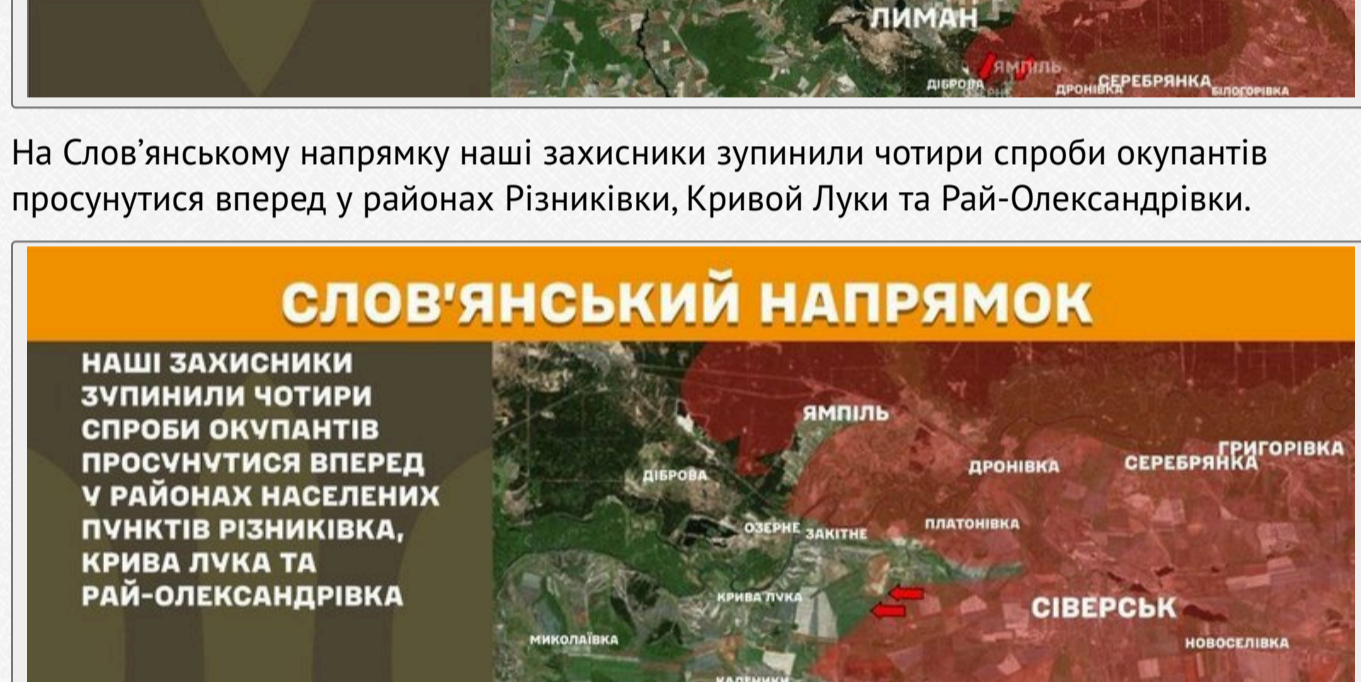 ЛИМАН
ЯМПІЛЬ
ДІБРОВА
ОЗЕРНЕ
ДРОНІВКА
СЕРЕБРЯНКА
БІЛОГОРІВКА
На Слов’янському напрямку наші захисники зупинили чотири спроби окупантів
просунутися вперед у районах Різниківки, Кривой Луки та Рай-Олександрівки.
СЛОВ'ЯНСЬКИЙ НАПРЯМОК
НАШІ ЗАХИСНИКИ
ЗУПИНИЛИ ЧОТИРИ
СПРОБИ ОКУПАНТІВ
ПРОСУНУТИСЯ ВПЕРЕД
У РАЙОНАХ НАСЕЛЕНИХ
ПУНКТІВ РІЗНИКІВКА,
КРИВА ЛУКА ТА
РАЙ-ОЛЕКСАНДРІВКА
ЯМПІЛЬ
ГРИГОРІВКА
ДІБРОВА
ДРОНІВКА
СЕРЕБРЯНКА
ОЗЕРНЕ
ЗАКІТНЕ
ПЛАТОНІВКА
КРИВА ЛУКА
СІВЕРСЬК
МИКОЛАЇВКА
НОВОСЕЛІВКА
КАЛЕНИКИ